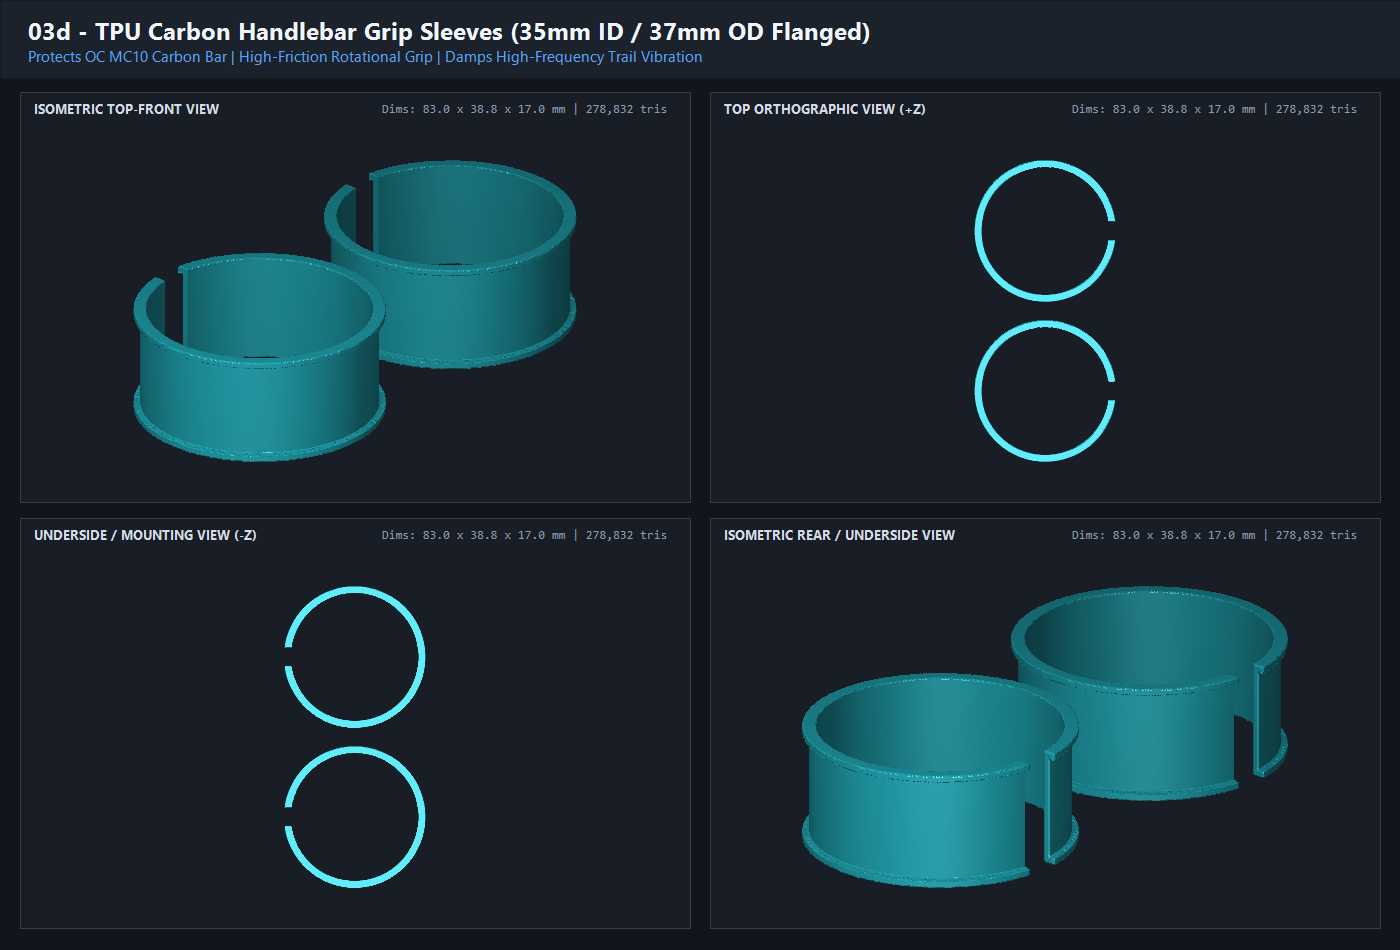 03d - TPU Carbon Handlebar Grip Sleeves (35mm ID / 37mm OD Flanged)
Protects OC MC10 Carbon Bar | High-Friction Rotational Grip | Damps High-Frequency Trail Vibration
ISOMETRIC TOP-FRONT VIEW
Dims: 83.0 x 38.8 x 17.0 mm | 278,832 tris
TOP ORTHOGRAPHIC VIEW (+Z)
Dims: 83.0 x 38.8 x 17.0 mm | 278,832 tris
UNDERSIDE / MOUNTING VIEW (-Z)
Dims: 83.0 x 38.8 x 17.0 mm | 278,832 tris
ISOMETRIC REAR / UNDERSIDE VIEW
Dims: 83.0 x 38.8 x 17.0 mm | 278,832 tris